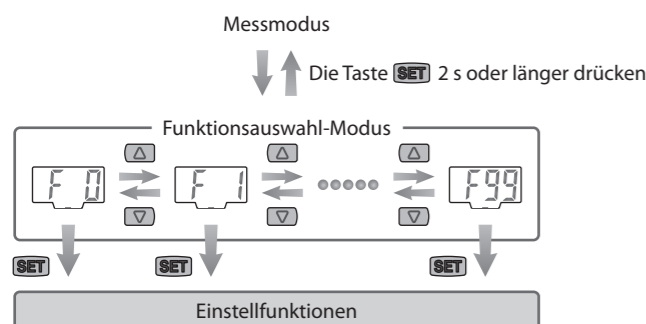 Messmodus
Die Taste SET 2 s oder länger drücken
Funktionsauswahl-Modus
F 0 F 1 F99
SET SET SET
Einstellfunktionen